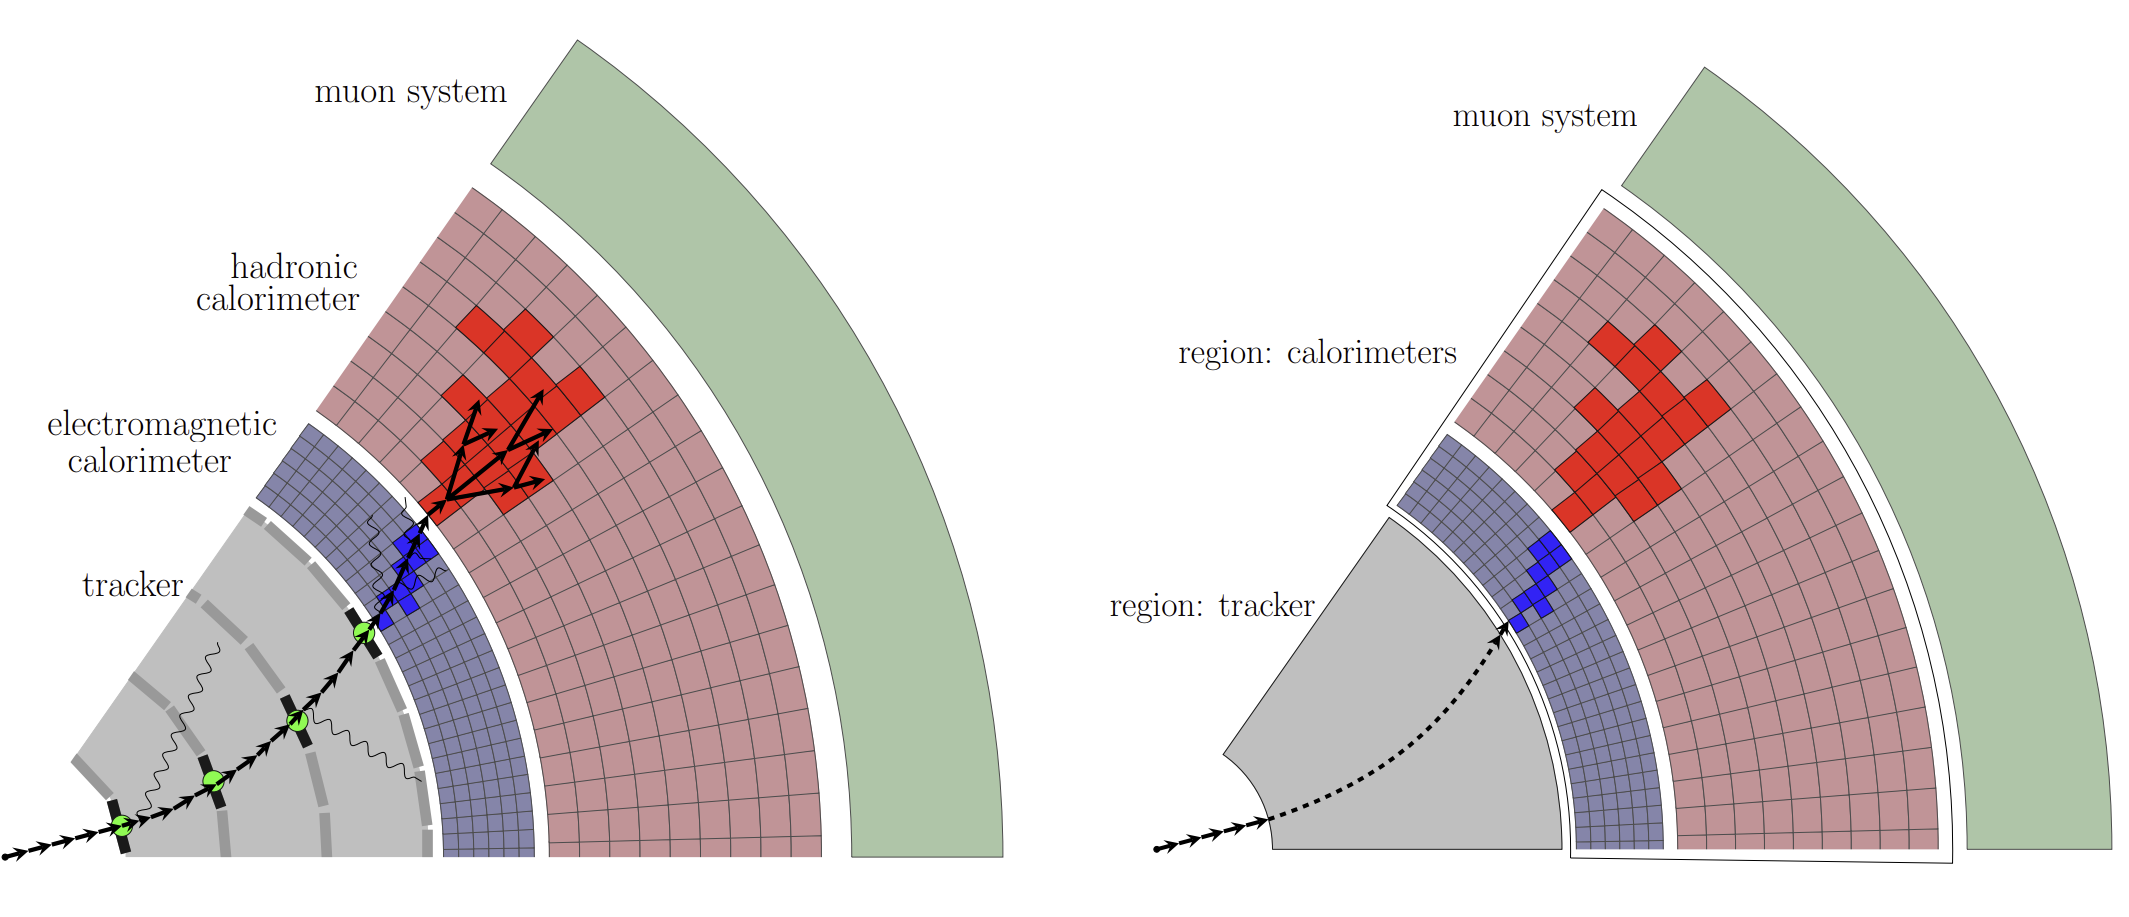 muon system
hadronic
calorimeter
electromagnetic
calorimeter
tracker
muon system
region: calorimeters
region: tracker